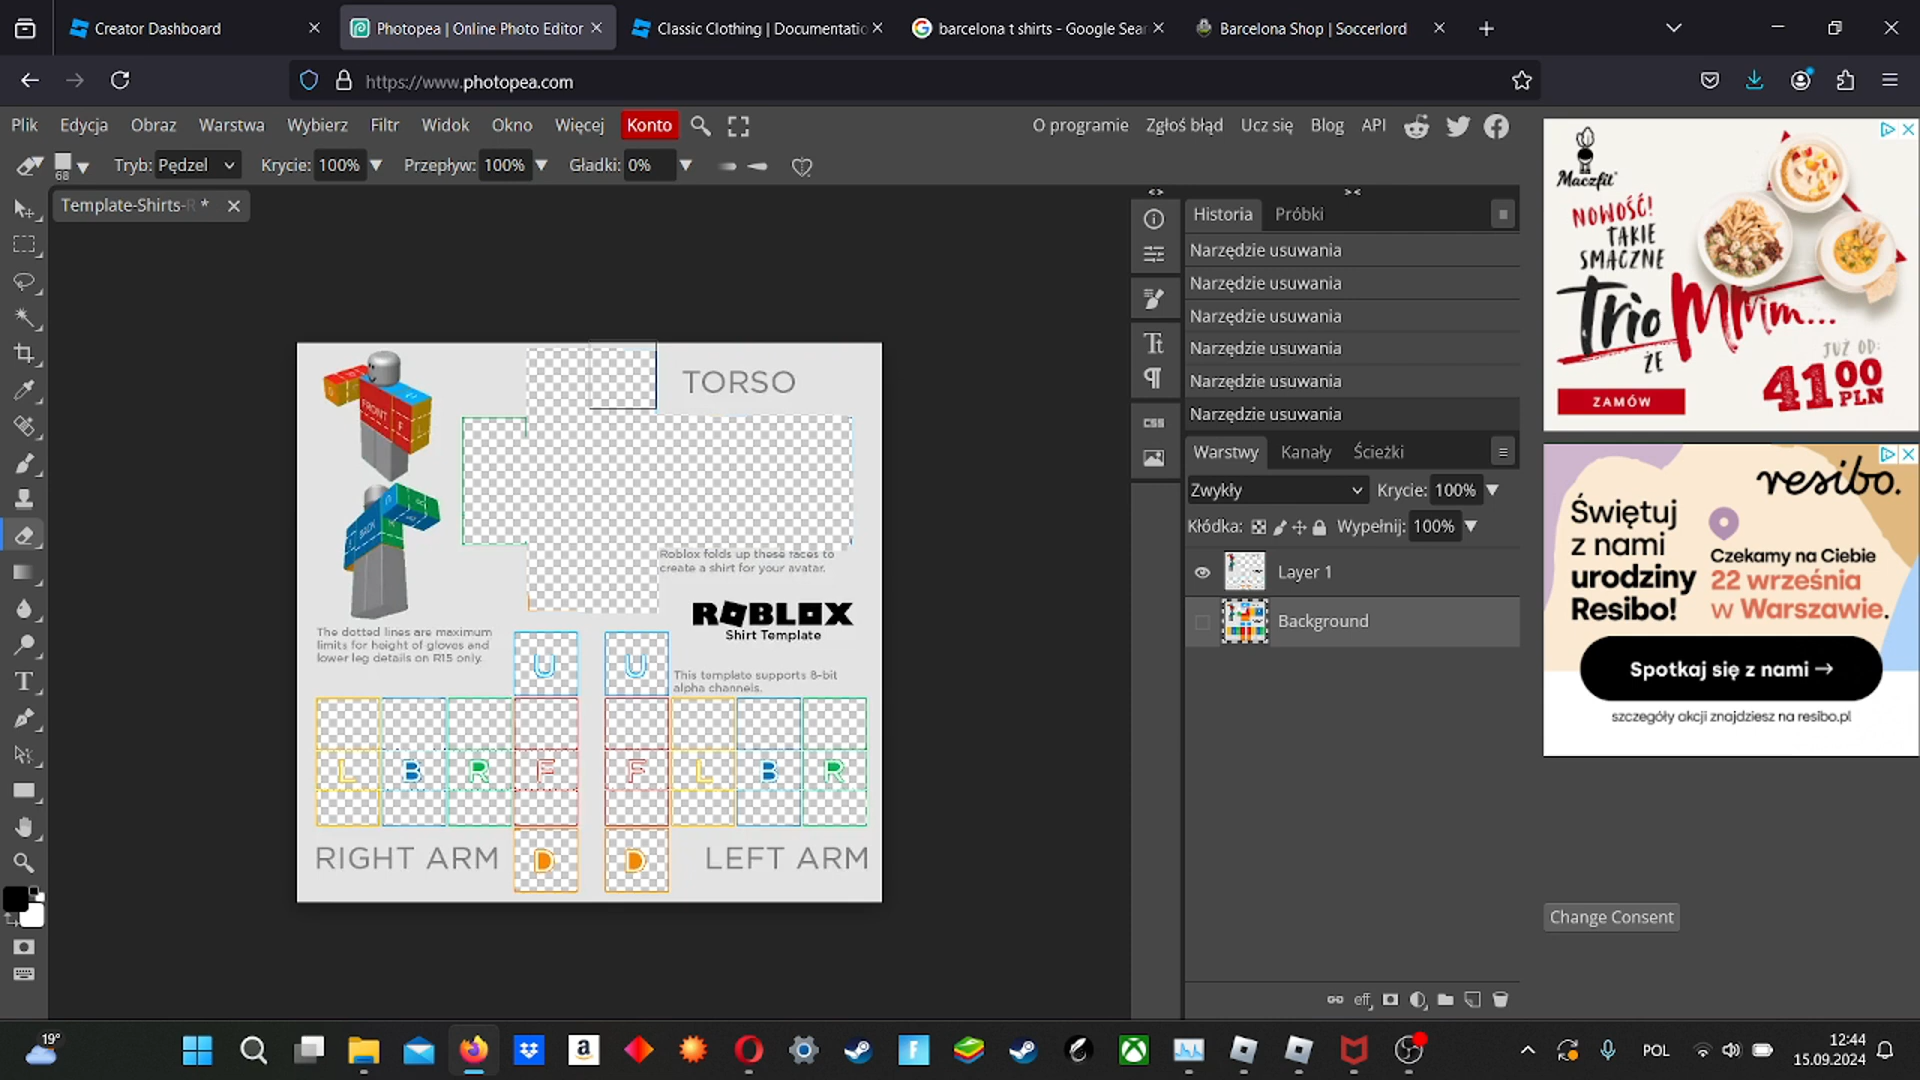 Creator Dashboard
Photopea | Online Photo Editor
Classic Clothing | Documentatio
barcelona t shirts - Google Sear
Barcelona Shop | Soccerlord
https://www.photopea.com
Plik Edycja Obraz Warstwa Wybierz Filtr Widok Okno Więcej Konto
O programie Zgłoś błąd Ucz się Blog API
68 Tryb: Pędzel Krycie: 100% Przepływ: 100% Gładki: 0%
Template-Shirts-R *
TORSO
FRONT F L
BACK
Roblox folds up these faces to
create a shirt for your avatar.
ROBLOX
Shirt Template
The dotted lines are maximum
limits for height of gloves and
lower leg details on R15 only.
U U
This template supports 8-bit
alpha channels.
L B R F F L B R
RIGHT ARM D D LEFT ARM
Historia Próbki
Narzędzie usuwania
Narzędzie usuwania
Narzędzie usuwania
Narzędzie usuwania
Narzędzie usuwania
Narzędzie usuwania
Warstwy Kanały Ścieżki
Zwykły Krycie: 100%
Kłódka: Wypełnij: 100%
Layer 1
Background
eff
CSS
Maczfit
NOWOŚĆ!
TAKIE
SMACZNE
Trio Mmm...
ŻE
JUŻ OD:
41 00 PLN
ZAMÓW
resibo.
Świętuj
z nami
urodziny
Resibo!
Czekamy na Ciebie
22 września
w Warszawie.
Spotkaj się z nami →
szczegóły akcji znajdziesz na resibo.pl
Change Consent
19°
POL
12:44
15.09.2024